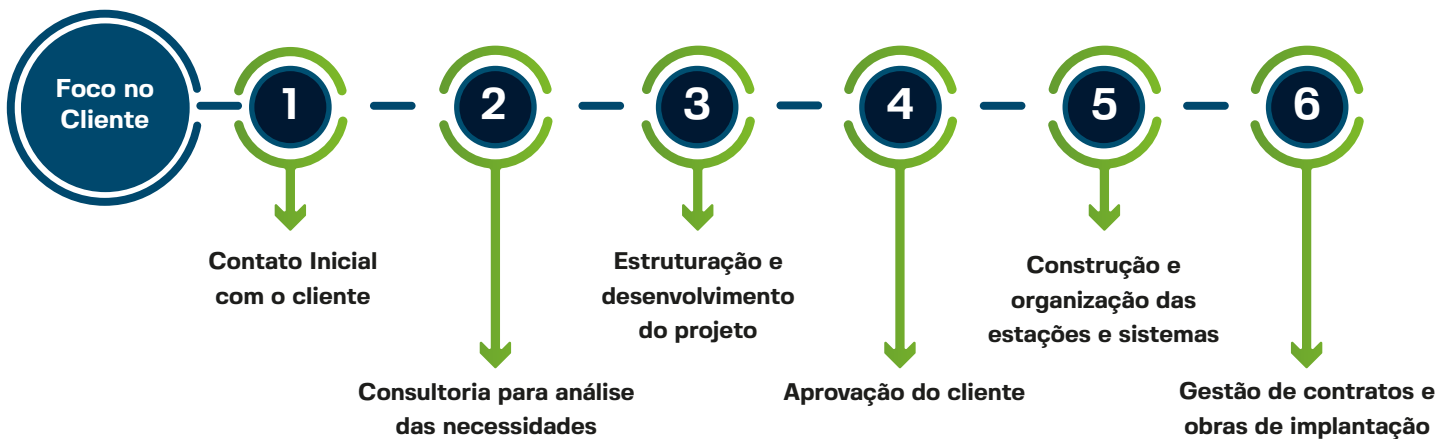 Foco no
Cliente
1
2
3
4
5
6
Contato Inicial
com o cliente
Consultoria para análise
das necessidades
Estruturação e
desenvolvimento
do projeto
Aprovação do cliente
Construção e
organização das
estações e sistemas
Gestão de contratos e
obras de implantação